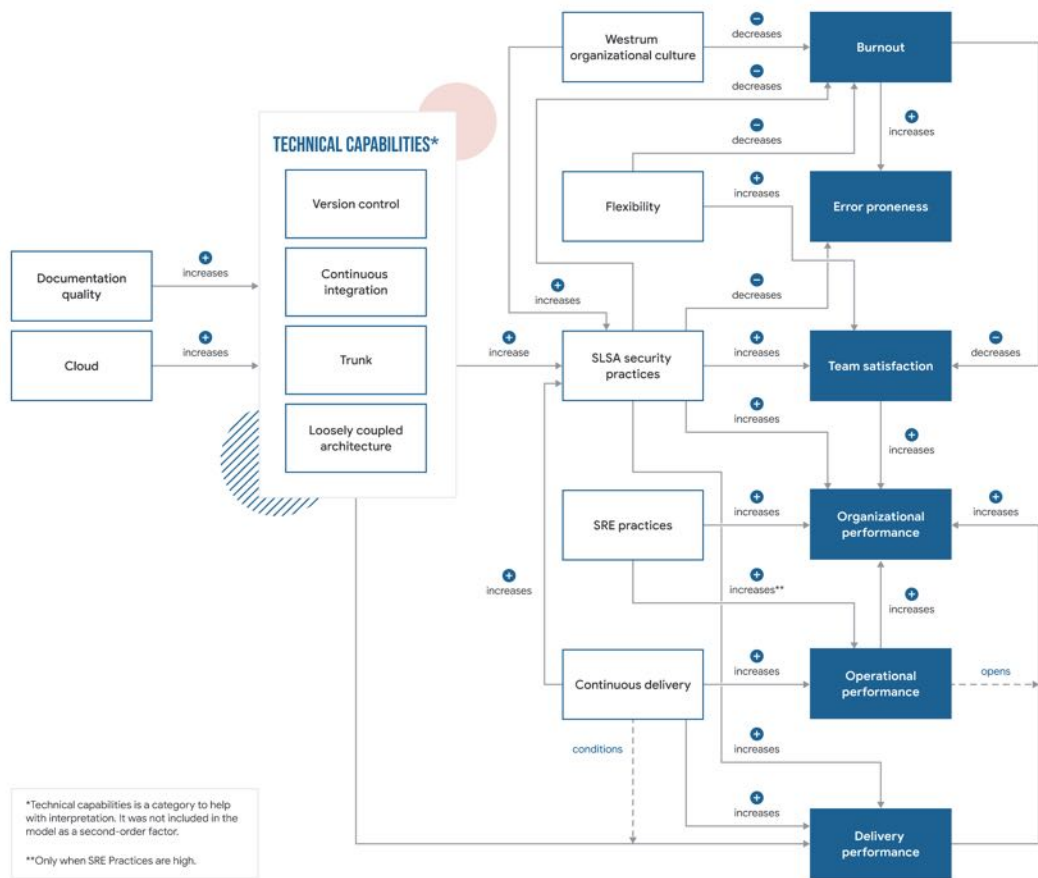 Westrum
organizational culture
decreases
Burnout
decreases
TECHNICAL CAPABILITIES*
decreases
increases
Version control
Flexibility
increases
Error proneness
Documentation
quality
increases
Continuous
integration
increases
decreases
Cloud
increases
Trunk
increase
SLSA security
practices
increases
Team satisfaction
decreases
Loosely coupled
architecture
increases
increases
SRE practices
increases
Organizational
performance
increases
increases
increases**
increases
Continuous delivery
increases
Operational
performance
opens
conditions
increases
increases
Delivery
performance
*Technical capabilities is a category to help
with interpretation. It was not included in the
model as a second-order factor.
**Only when SRE Practices are high.